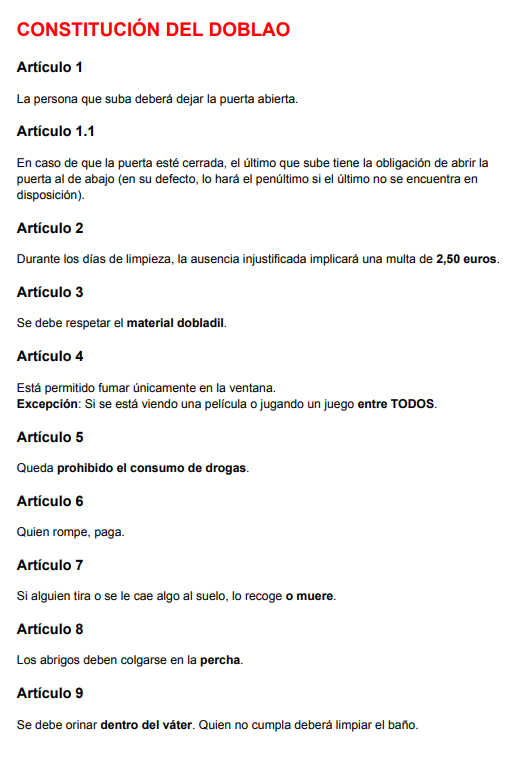 CONSTITUCIÓN DEL DOBLAO
Artículo 1
La persona que suba deberá dejar la puerta abierta.
Artículo 1.1
En caso de que la puerta esté cerrada, el último que sube tiene la obligación de abrir la
puerta al de abajo (en su defecto, lo hará el penúltimo si el último no se encuentra en
disposición).
Artículo 2
Durante los días de limpieza, la ausencia injustificada implicará una multa de 2,50 euros.
Artículo 3
Se debe respetar el material dobladil.
Artículo 4
Está permitido fumar únicamente en la ventana.
Excepción: Si se está viendo una película o jugando un juego entre TODOS.
Artículo 5
Queda prohibido el consumo de drogas.
Artículo 6
Quien rompe, paga.
Artículo 7
Si alguien tira o se le cae algo al suelo, lo recoge o muere.
Artículo 8
Los abrigos deben colgarse en la percha.
Artículo 9
Se debe orinar dentro del váter. Quien no cumpla deberá limpiar el baño.